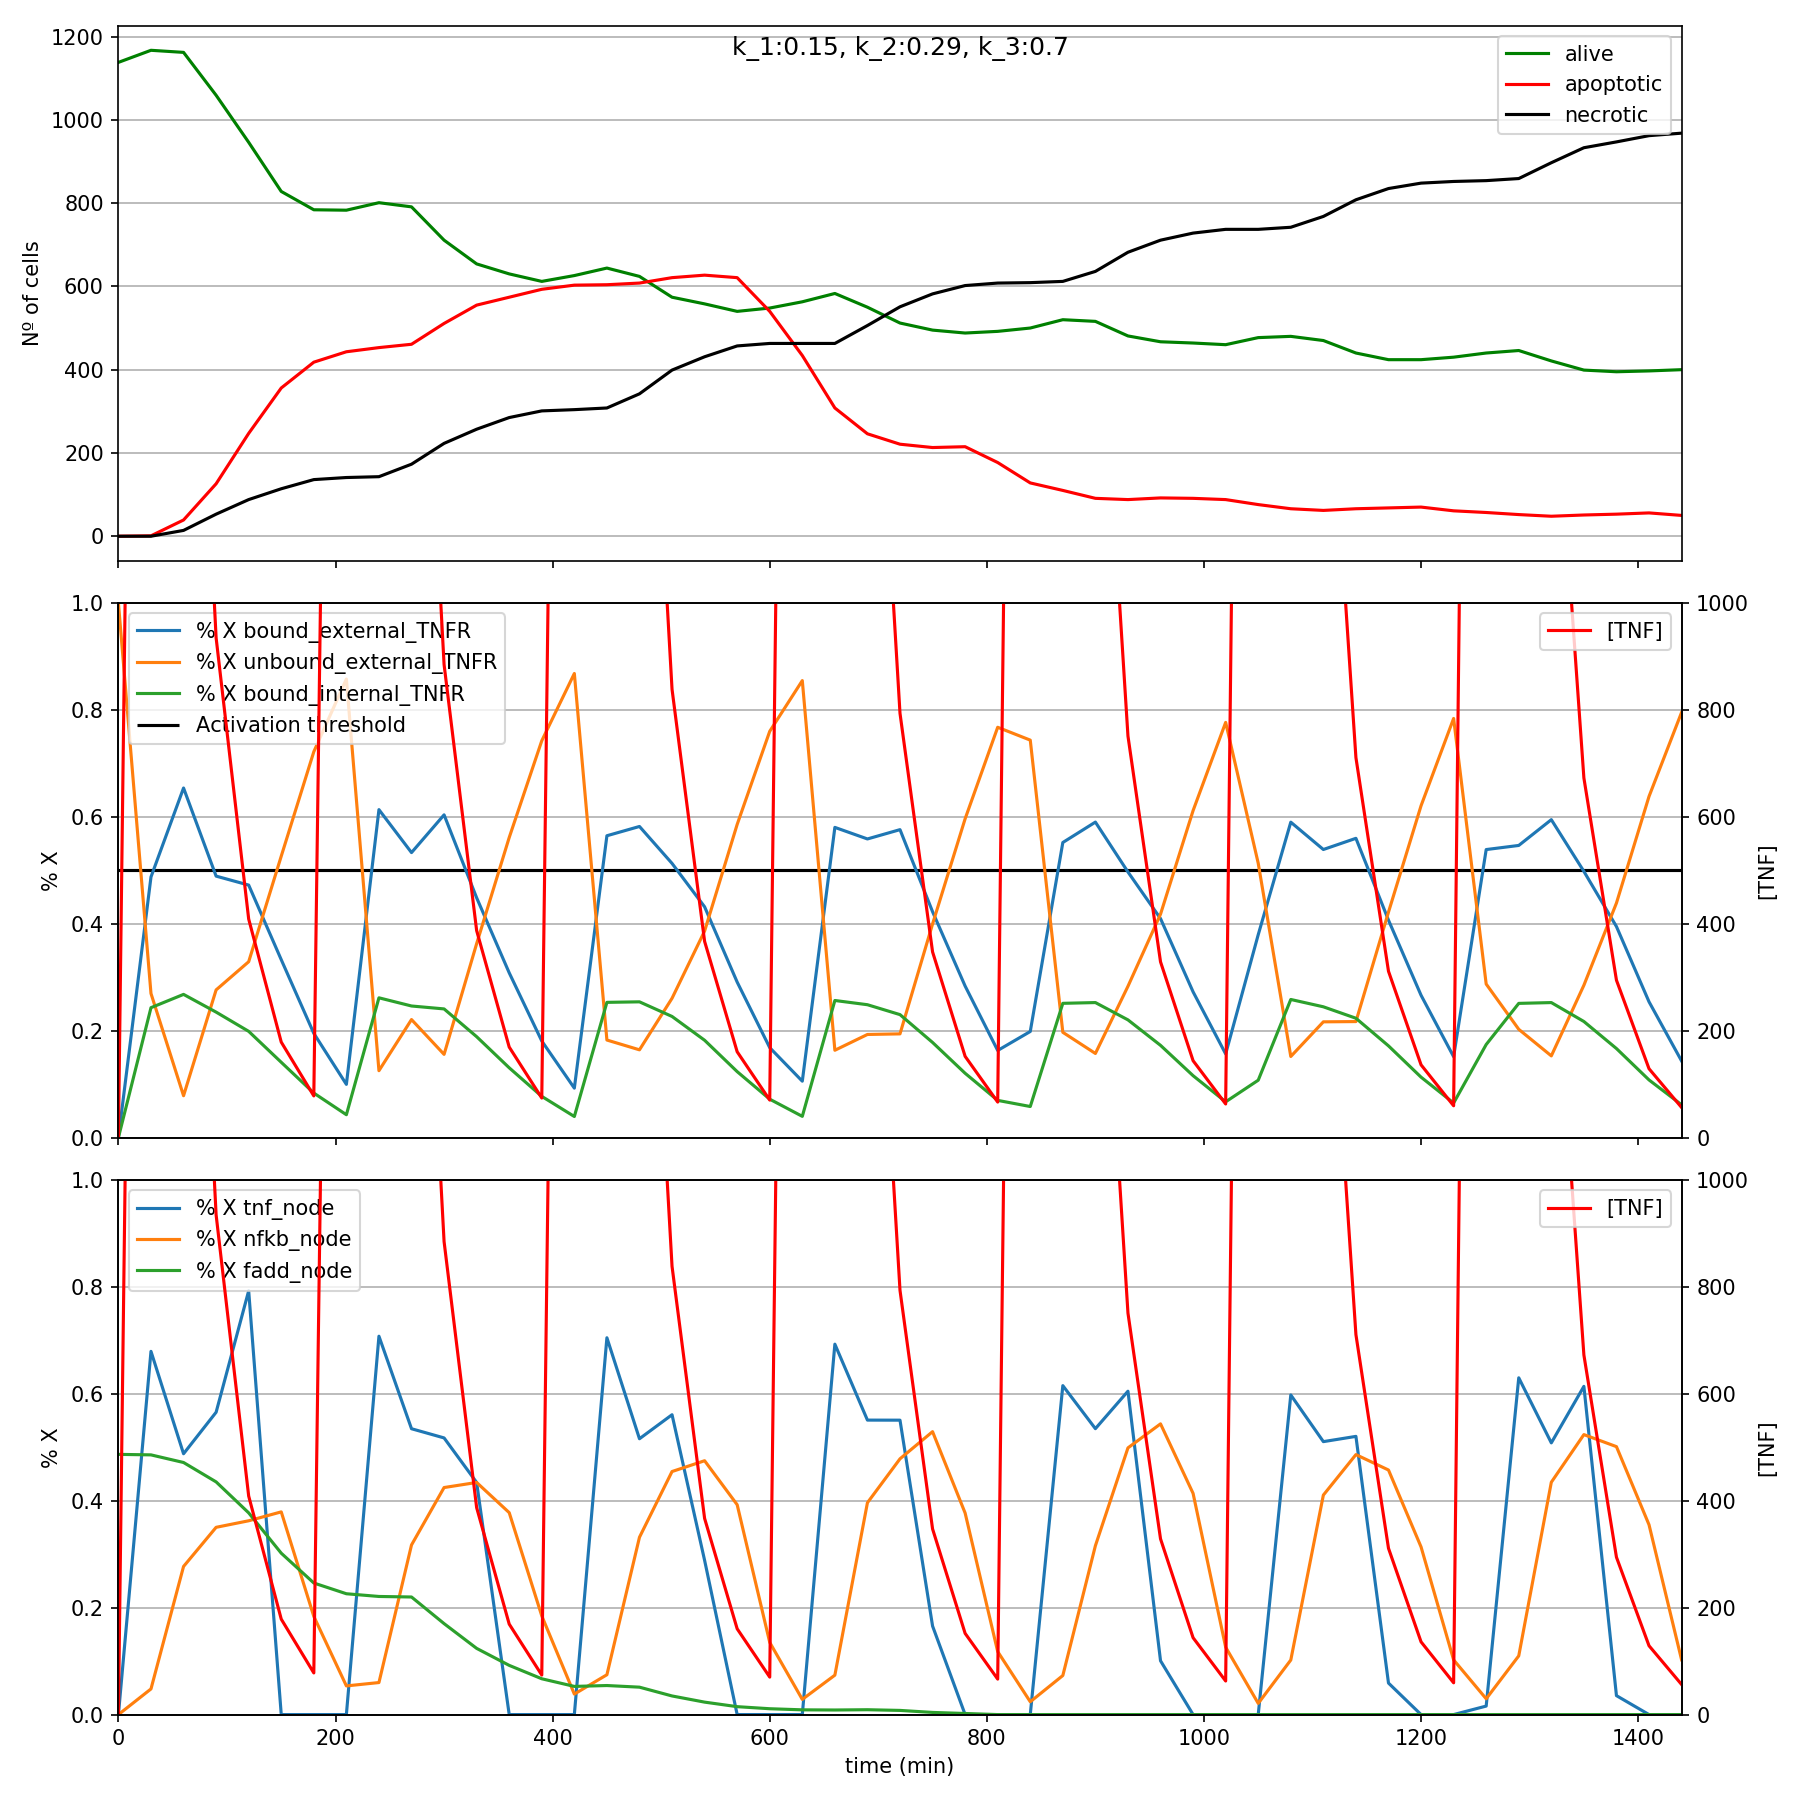 k_1:0.15, k_2:0.29, k_3:0.7
alive
apoptotic
necrotic
1200
1000
800
600
400
200
0
Nº of cells
% X bound_external_TNFR
% X unbound_external_TNFR
% X bound_internal_TNFR
Activation threshold
[TNF]
1.0
0.8
0.6
0.4
0.2
0.0
% X
1000
800
600
400
200
0
[TNF]
% X tnf_node
% X nfkb_node
% X fadd_node
[TNF]
1.0
0.8
0.6
0.4
0.2
0.0
% X
1000
800
600
400
200
0
[TNF]
0 200 400 600 800 1000 1200 1400
time (min)